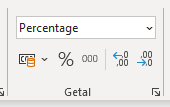 Percentage
% 000 ←0 ,00 ,00 →,0
Getal